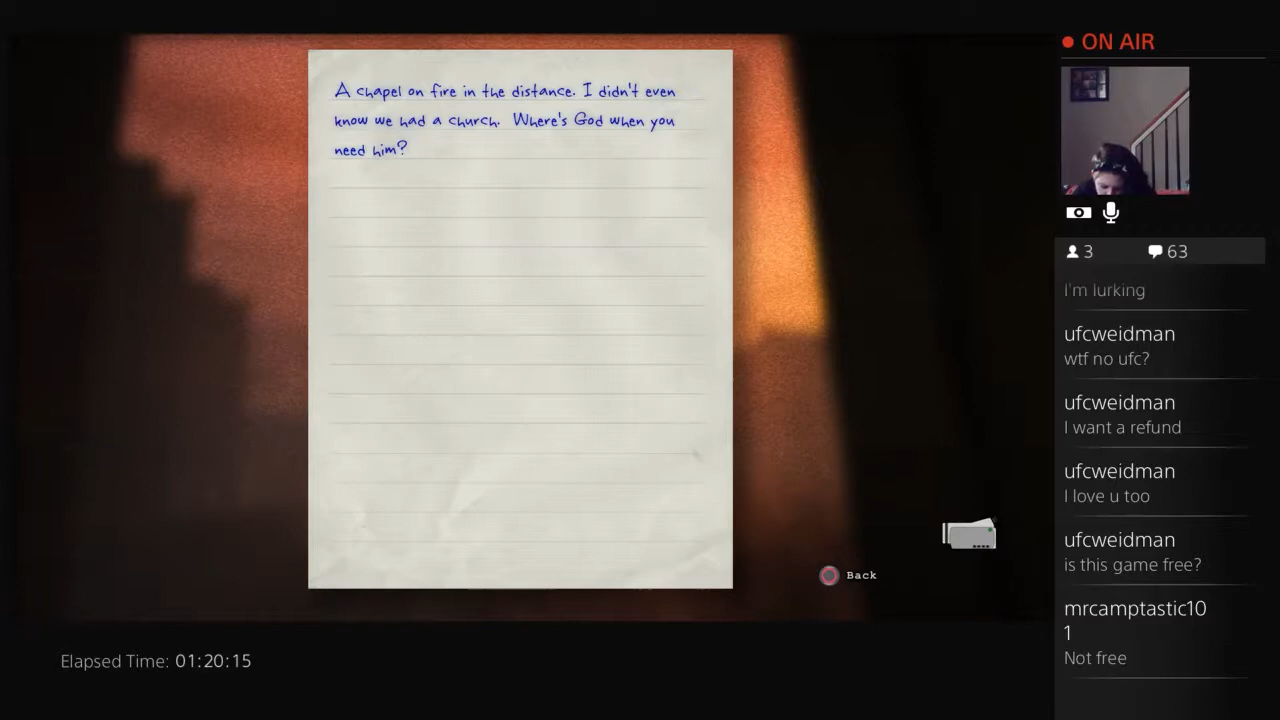 A chapel on fire in the distance. I didn't even
know we had a church. Where's God when you
need him?
Back
Elapsed Time: 01:20:15
ON AIR
3 63
I'm lurking
ufcweidman
wtf no ufc?
ufcweidman
I want a refund
ufcweidman
I love u too
ufcweidman
is this game free?
mrcamptastic10
1
Not free